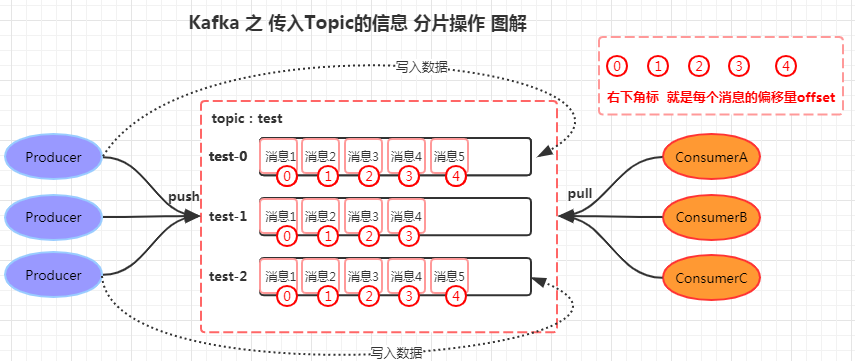 Kafka 之 传入Topic的信息 分片操作 图解
写入数据
0 1 2 3 4
右下角标 就是每个消息的偏移量offset
topic：test
Producer
test-0
消息1 消息2 消息3 消息4 消息5
0 1 2 3 4
ConsumerA
push
pull
Producer
test-1
消息1 消息2 消息3 消息4
0 1 2 3
ConsumerB
Producer
test-2
消息1 消息2 消息3 消息4 消息5
0 1 2 3 4
ConsumerC
写入数据